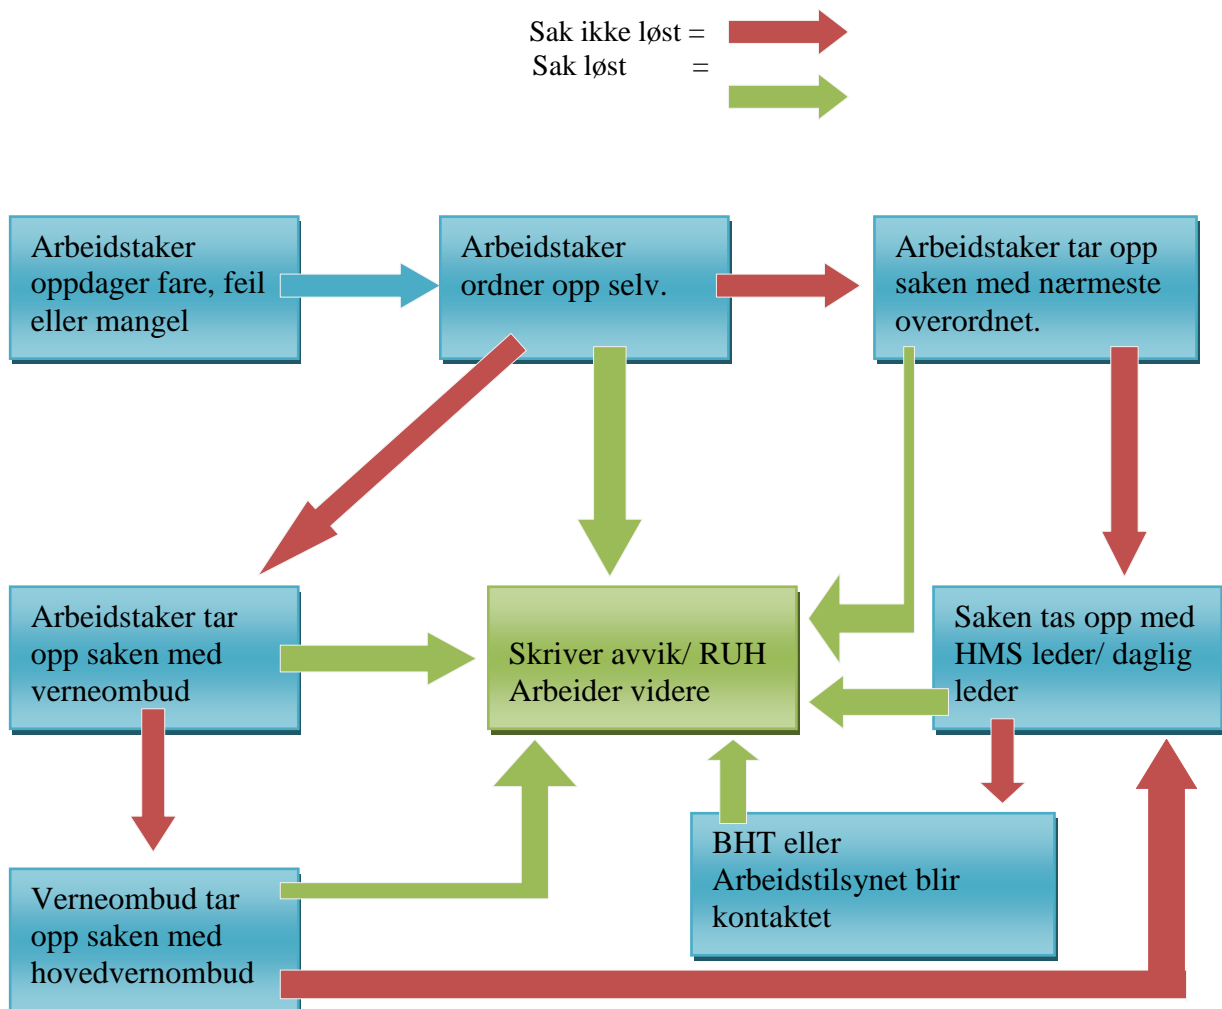 Sak ikke løst =
Sak løst =
Arbeidstaker
oppdager fare, feil
eller mangel
Arbeidstaker
ordner opp selv.
Arbeidstaker tar opp
saken med nærmeste
overordnet.
Arbeidstaker tar
opp saken med
verneombud
Skriver avvik/ RUH
Arbeider videre
Saken tas opp med
HMS leder/ daglig
leder
Verneombud tar
opp saken med
hovedvernombud
BHT eller
Arbeidstilsynet blir
kontaktet